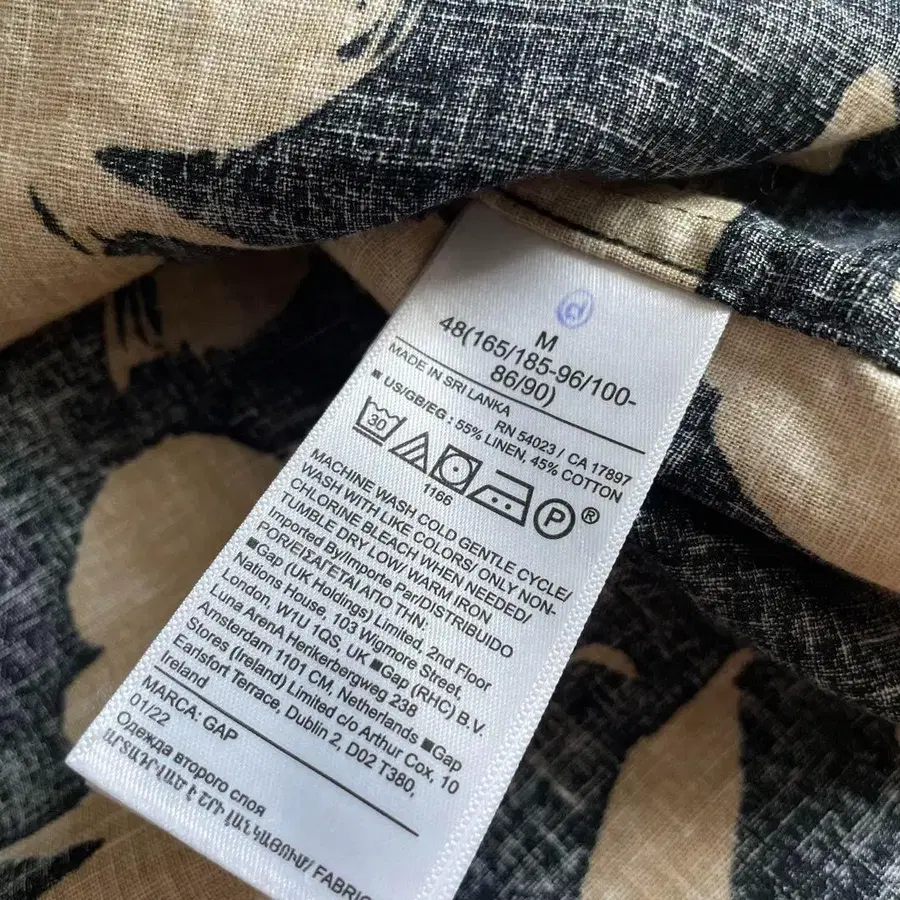 M
48(165/185-96/100-
86/90)
MADE IN SRI LANKA
RN 54023 / CA 17897
■ US/GB/EG : 55% LINEN, 45% COTTON
30
1166
P ®
MACHINE WASH COLD GENTLE CYCLE/
WASH WITH LIKE COLORS/ ONLY NON-
CHLORINE BLEACH WHEN NEEDED/
TUMBLE DRY LOW/ WARM IRON
Imported By/Importe Par/DISTRIBUIDO
POR/ΕΙΣΑΓΕΤΑΙ ΑΠΟ ΤΗΝ.
■Gap (UK Holdings) Limited, 2nd Floor
Nations House, 103 Wigmore Street,
London, W1U 1QS, UK ■Gap (RHC) B.V.
Luna ArenA Herikerbergweg 238
Amsterdam 1101 CM, Netherlands ■Gap
Stores (Ireland) Limited c/o Arthur Cox, 10
Earlsfort Terrace, Dublin 2, D02 T380,
Ireland
MARCA: GAP
01/22
Одежда второго слоя
ԱՐՏԱԴՐՎԱԾ Է ՇՐԻ ԼԱՆԿԱՅՈՒՄ/ FABRIC